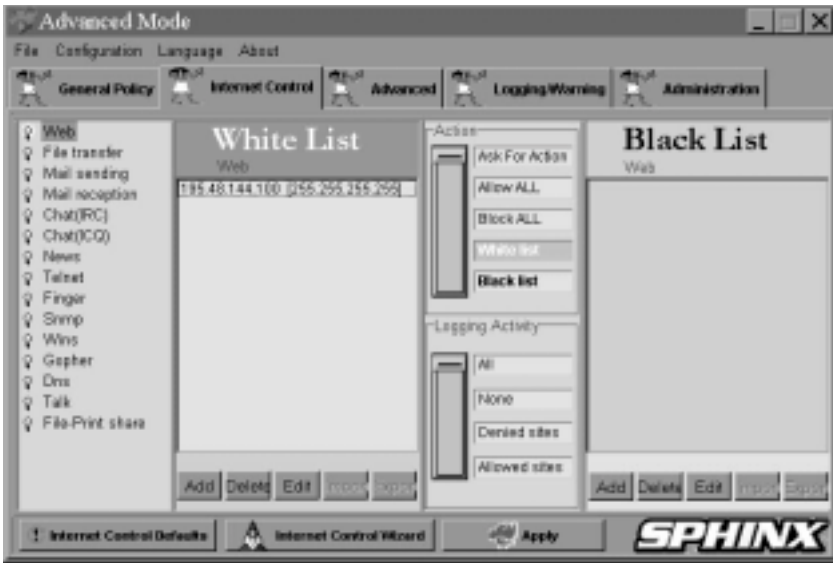 Advanced Mode
File Configuration Language About
General Policy
Internet Control
Advanced
Logging/Warning
Administration
Web
File transfer
Mail sending
Mail reception
Chat(IRC)
Chat(ICQ)
News
Telnet
Finger
Snmp
Wins
Gopher
Dns
Talk
File-Print share
White List
Web
195.48.144.100 [255.255.255.255]
Add Delete Edit Import Export
Action
Ask For Action
Allow ALL
Block ALL
White list
Black list
Logging Activity
All
None
Denied sites
Allowed sites
Black List
Web
Add Delete Edit Import Export
! Internet Control Defaults
Internet Control Wizard
Apply
SPHINX